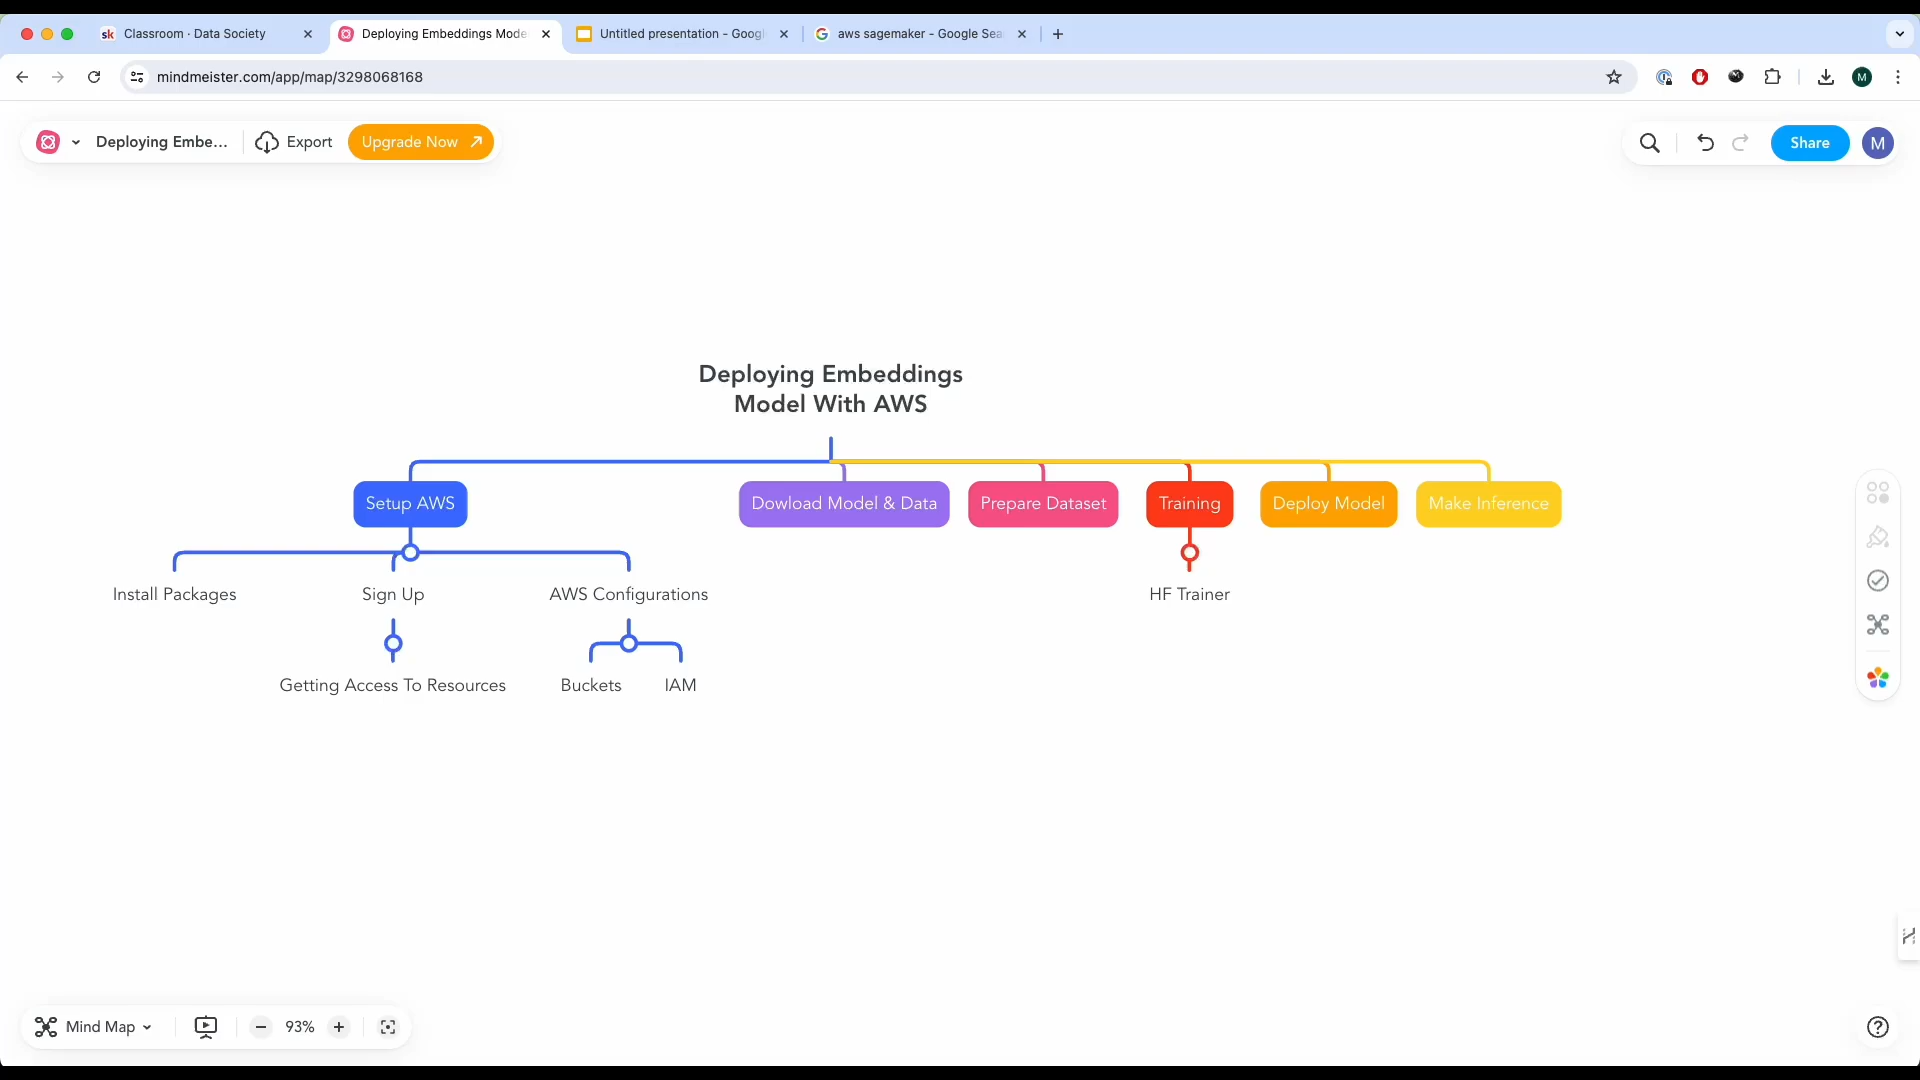 sk Classroom · Data Society
Deploying Embeddings Mode
Untitled presentation - Googl
aws sagemaker - Google Sea
mindmeister.com/app/map/3298068168
M
Deploying Embe...
Export
Upgrade Now
Share
M
Deploying Embeddings
Model With AWS
Setup AWS
Dowload Model & Data
Prepare Dataset
Training
Deploy Model
Make Inference
Install Packages
Sign Up
AWS Configurations
HF Trainer
Getting Access To Resources
Buckets
IAM
Mind Map
93%